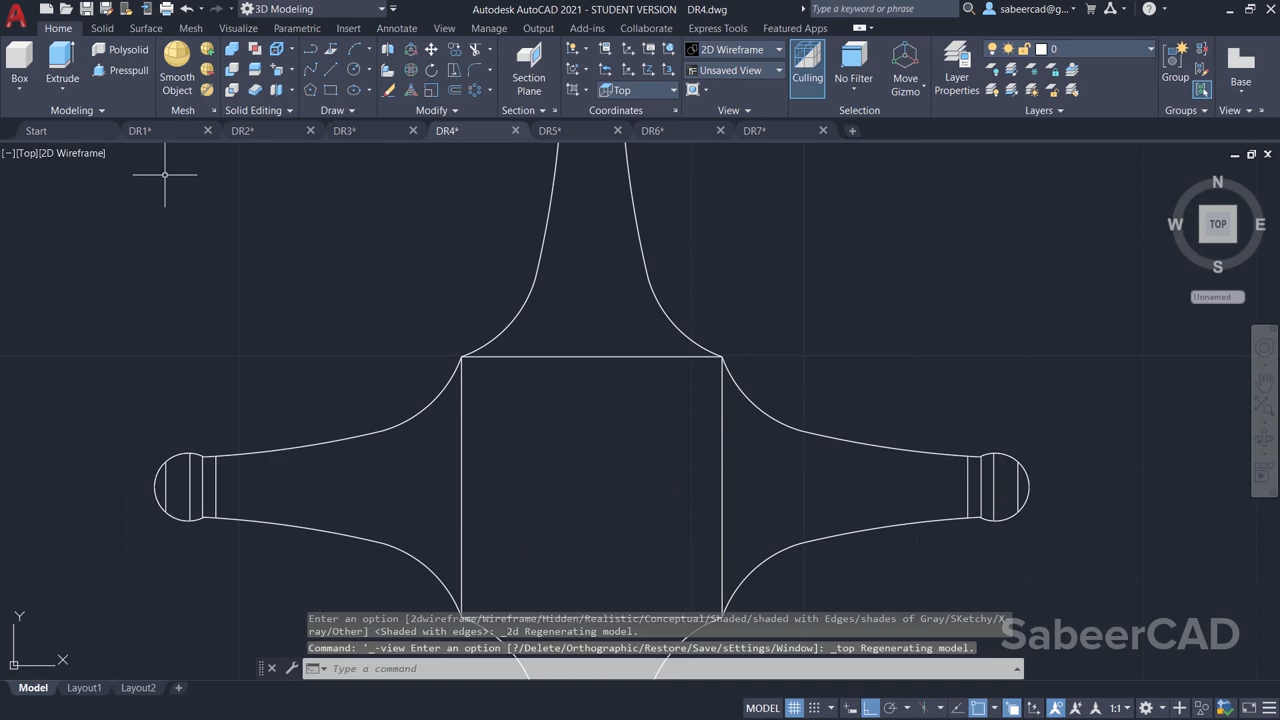 Autodesk AutoCAD 2021 - STUDENT VERSION DR4.dwg
3D Modeling
Type a keyword or phrase
sabeercad@g...
Home Solid Surface Mesh Visualize Parametric Insert Annotate View Manage Output Add-ins Collaborate Express Tools Featured Apps
Box
Extrude
Polysolid
Presspull
Smooth Object
Section Plane
Top
2D Wireframe
Unsaved View
Culling
No Filter
Move Gizmo
Layer Properties
0
Group
Base
Modeling Mesh Solid Editing Draw Modify Section Coordinates View Selection Layers Groups View
Start DR1* DR2* DR3* DR4* DR5* DR6* DR7*
[−][Top][2D Wireframe]
N
W TOP E
S
Unnamed
Y
X
Enter an option [2dwireframe/Wireframe/Hidden/Realistic/Conceptual/Shaded/shaded with Edges/shades of Gray/SKetchy/X-
ray/Other] <Shaded with edges>: _2d Regenerating model.
Command: '_-view Enter an option [?/Delete/Orthographic/Restore/Save/sEttings/Window]: _top Regenerating model.
Type a command
SabeerCAD
Model Layout1 Layout2
MODEL 1:1